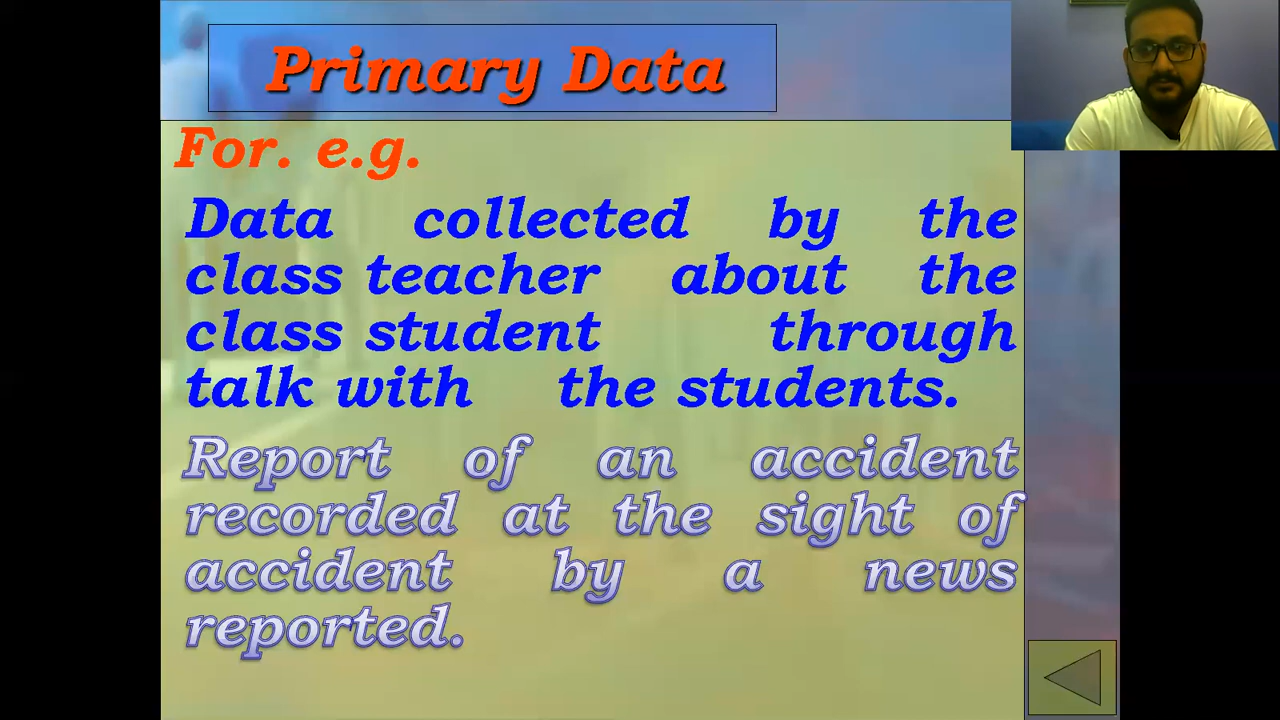 Primary Data
For. e.g.
Data collected by the
class teacher about the
class student through
talk with the students.
Report of an accident
recorded at the sight of
accident by a news
reported.